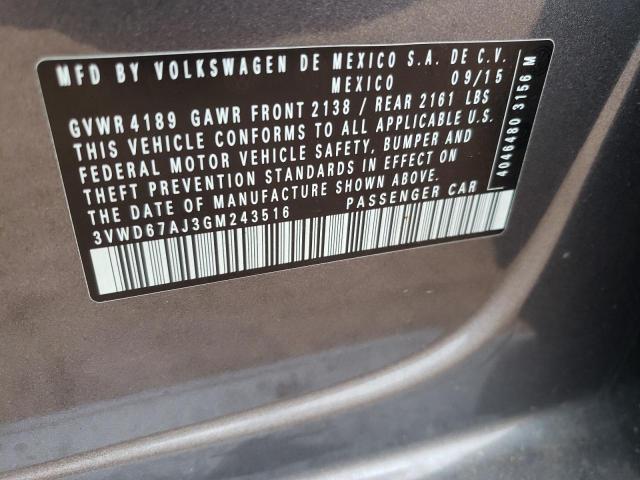 MFD BY VOLKSWAGEN DE MEXICO S.A. DE C.V.
MEXICO 09/15
GVWR 4189 GAWR FRONT 2138 / REAR 2161 LBS
THIS VEHICLE CONFORMS TO ALL APPLICABLE U.S.
FEDERAL MOTOR VEHICLE SAFETY, BUMPER AND
THEFT PREVENTION STANDARDS IN EFFECT ON
THE DATE OF MANUFACTURE SHOWN ABOVE.
3VWD67AJ3GM243516 PASSENGER CAR
4046480 3156 M